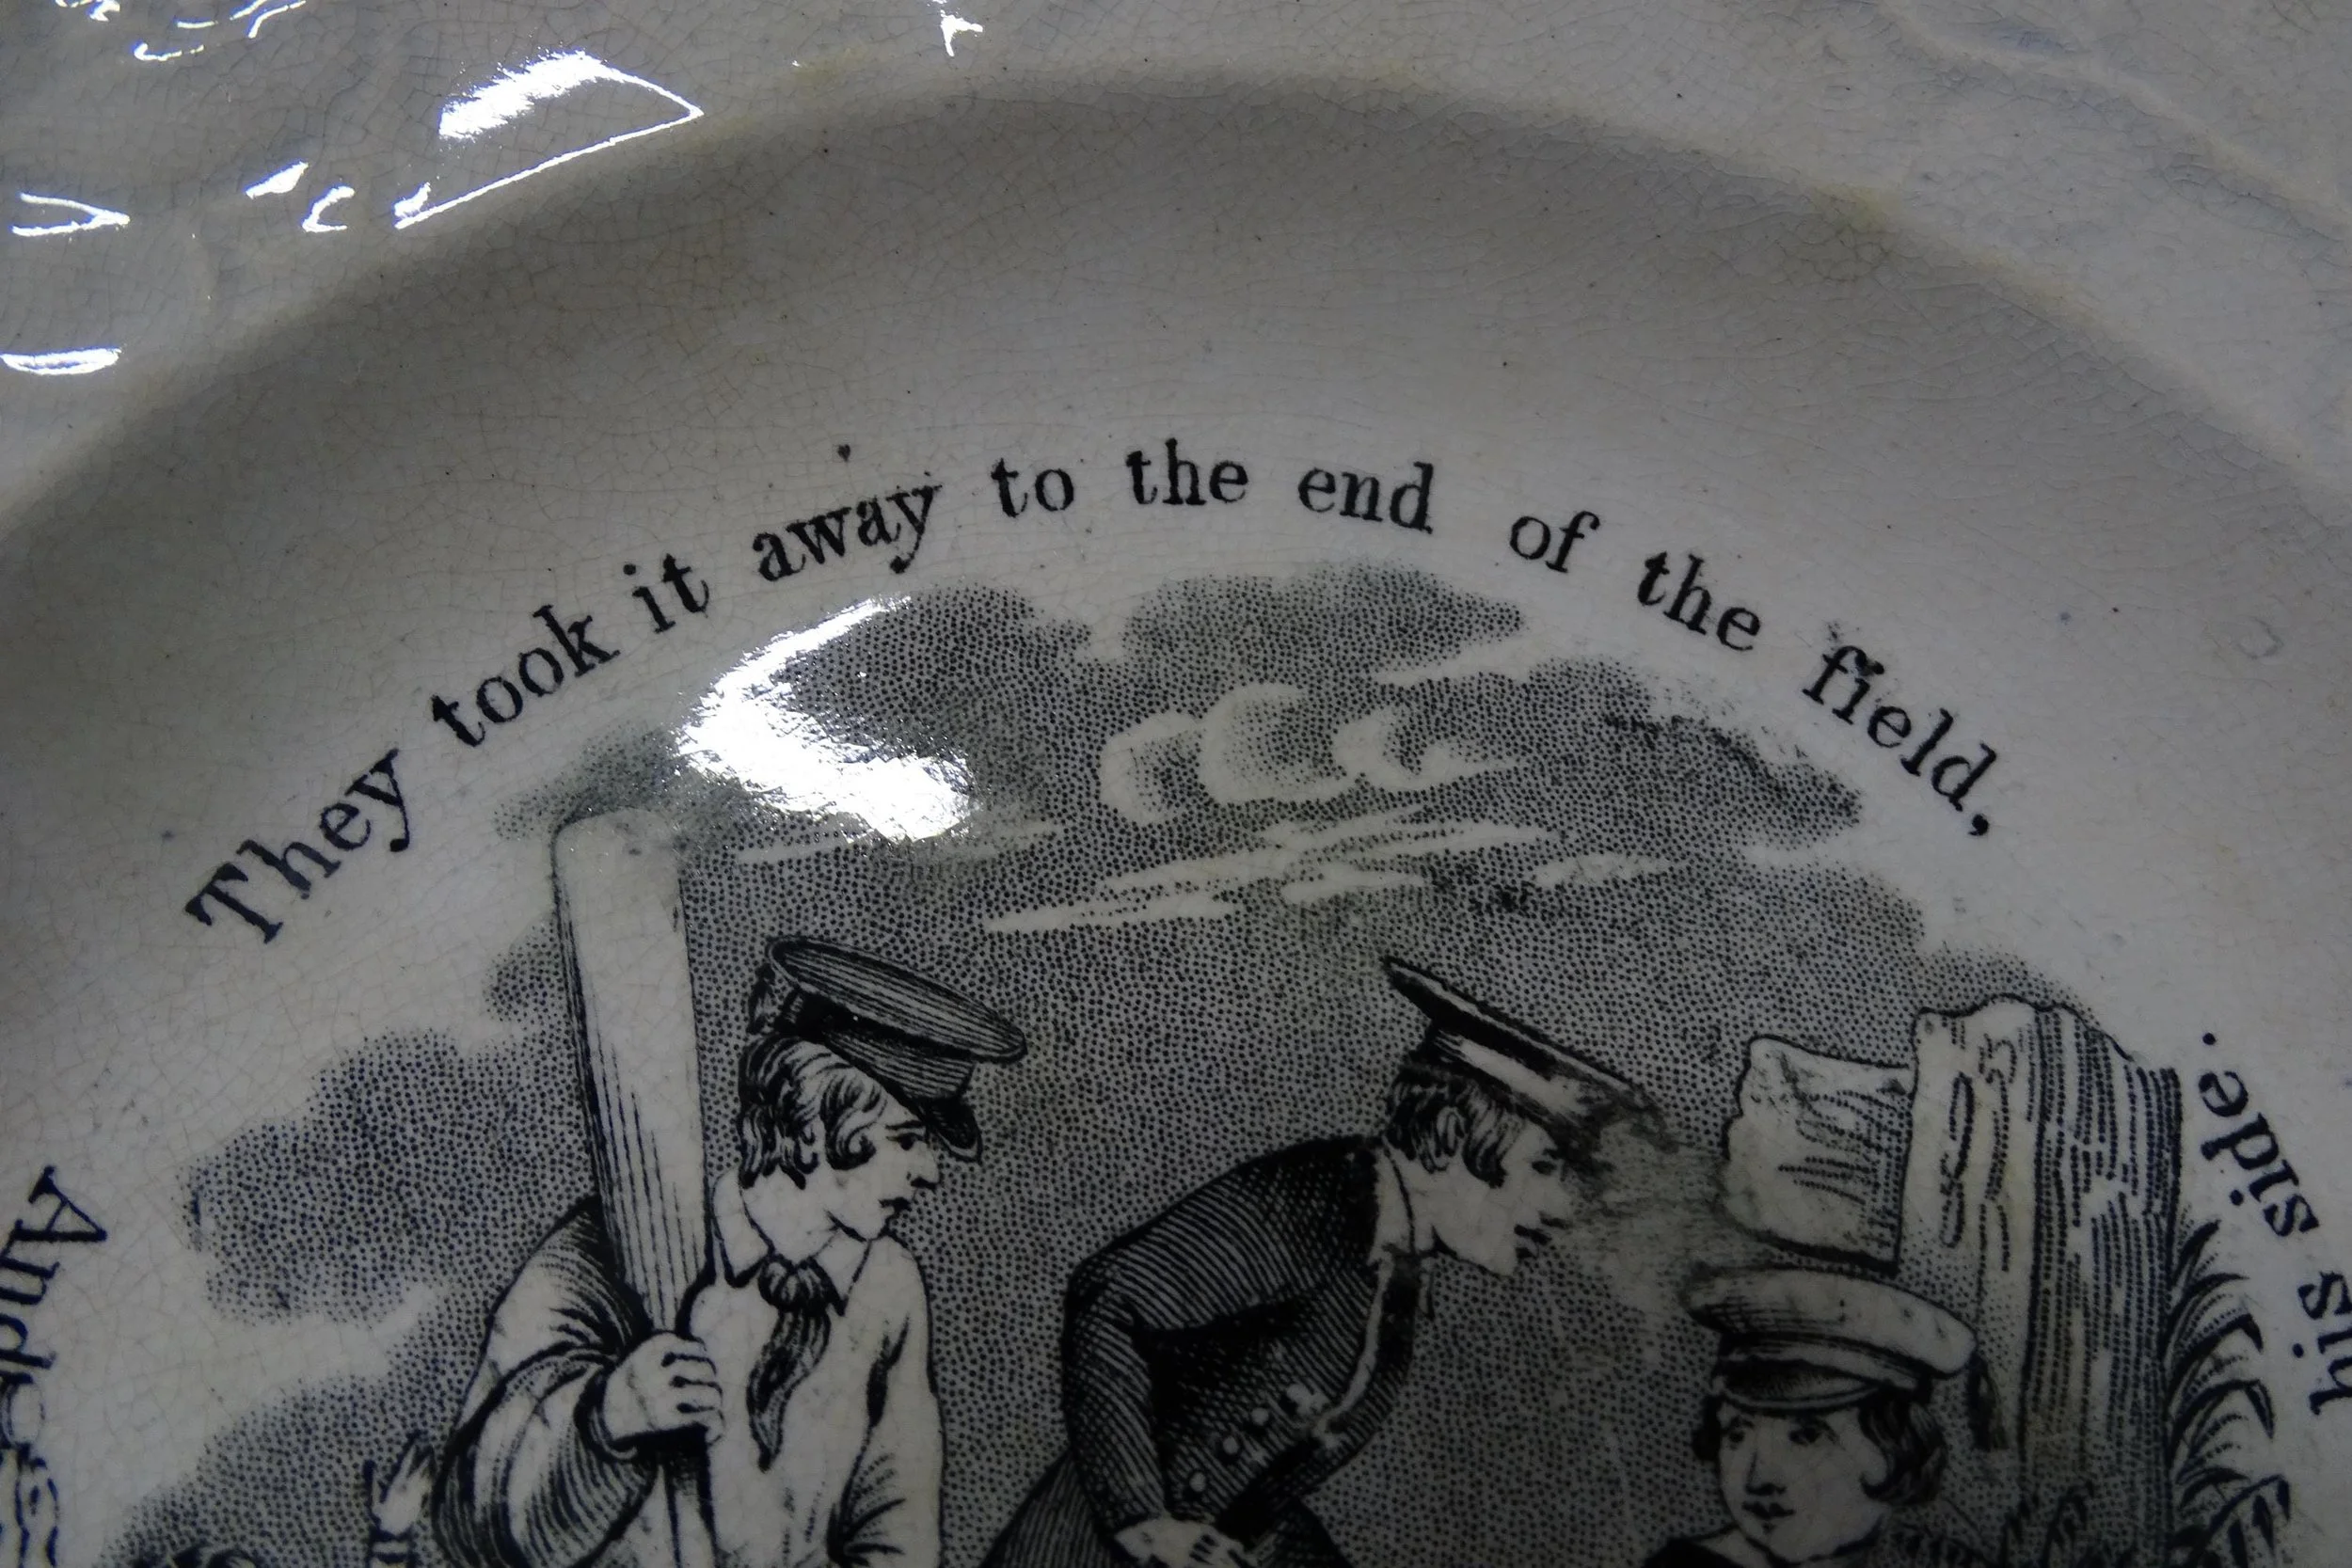 They took it away to the end of the field,
And
his side.